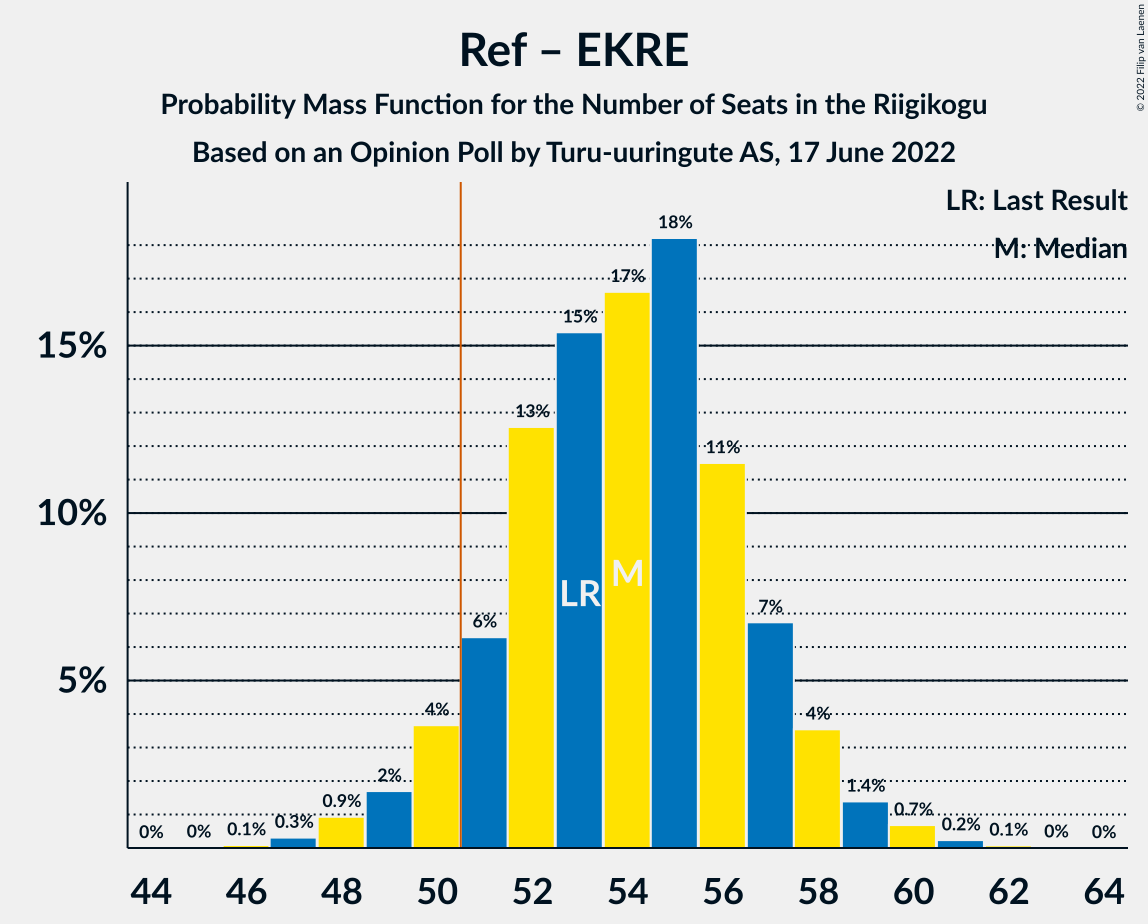 Ref – EKRE
Probability Mass Function for the Number of Seats in the Riigikogu
Based on an Opinion Poll by Turu-uuringute AS, 17 June 2022
© 2022 Filip van Laenen
LR: Last Result
M: Median
15%
10%
5%
0%
0%
0.1%
0.3%
0.9%
2%
4%
6%
13%
15%
17%
18%
11%
7%
4%
1.4%
0.7%
0.2%
0.1%
0%
0%
LR
M
44 46 48 50 52 54 56 58 60 62 64